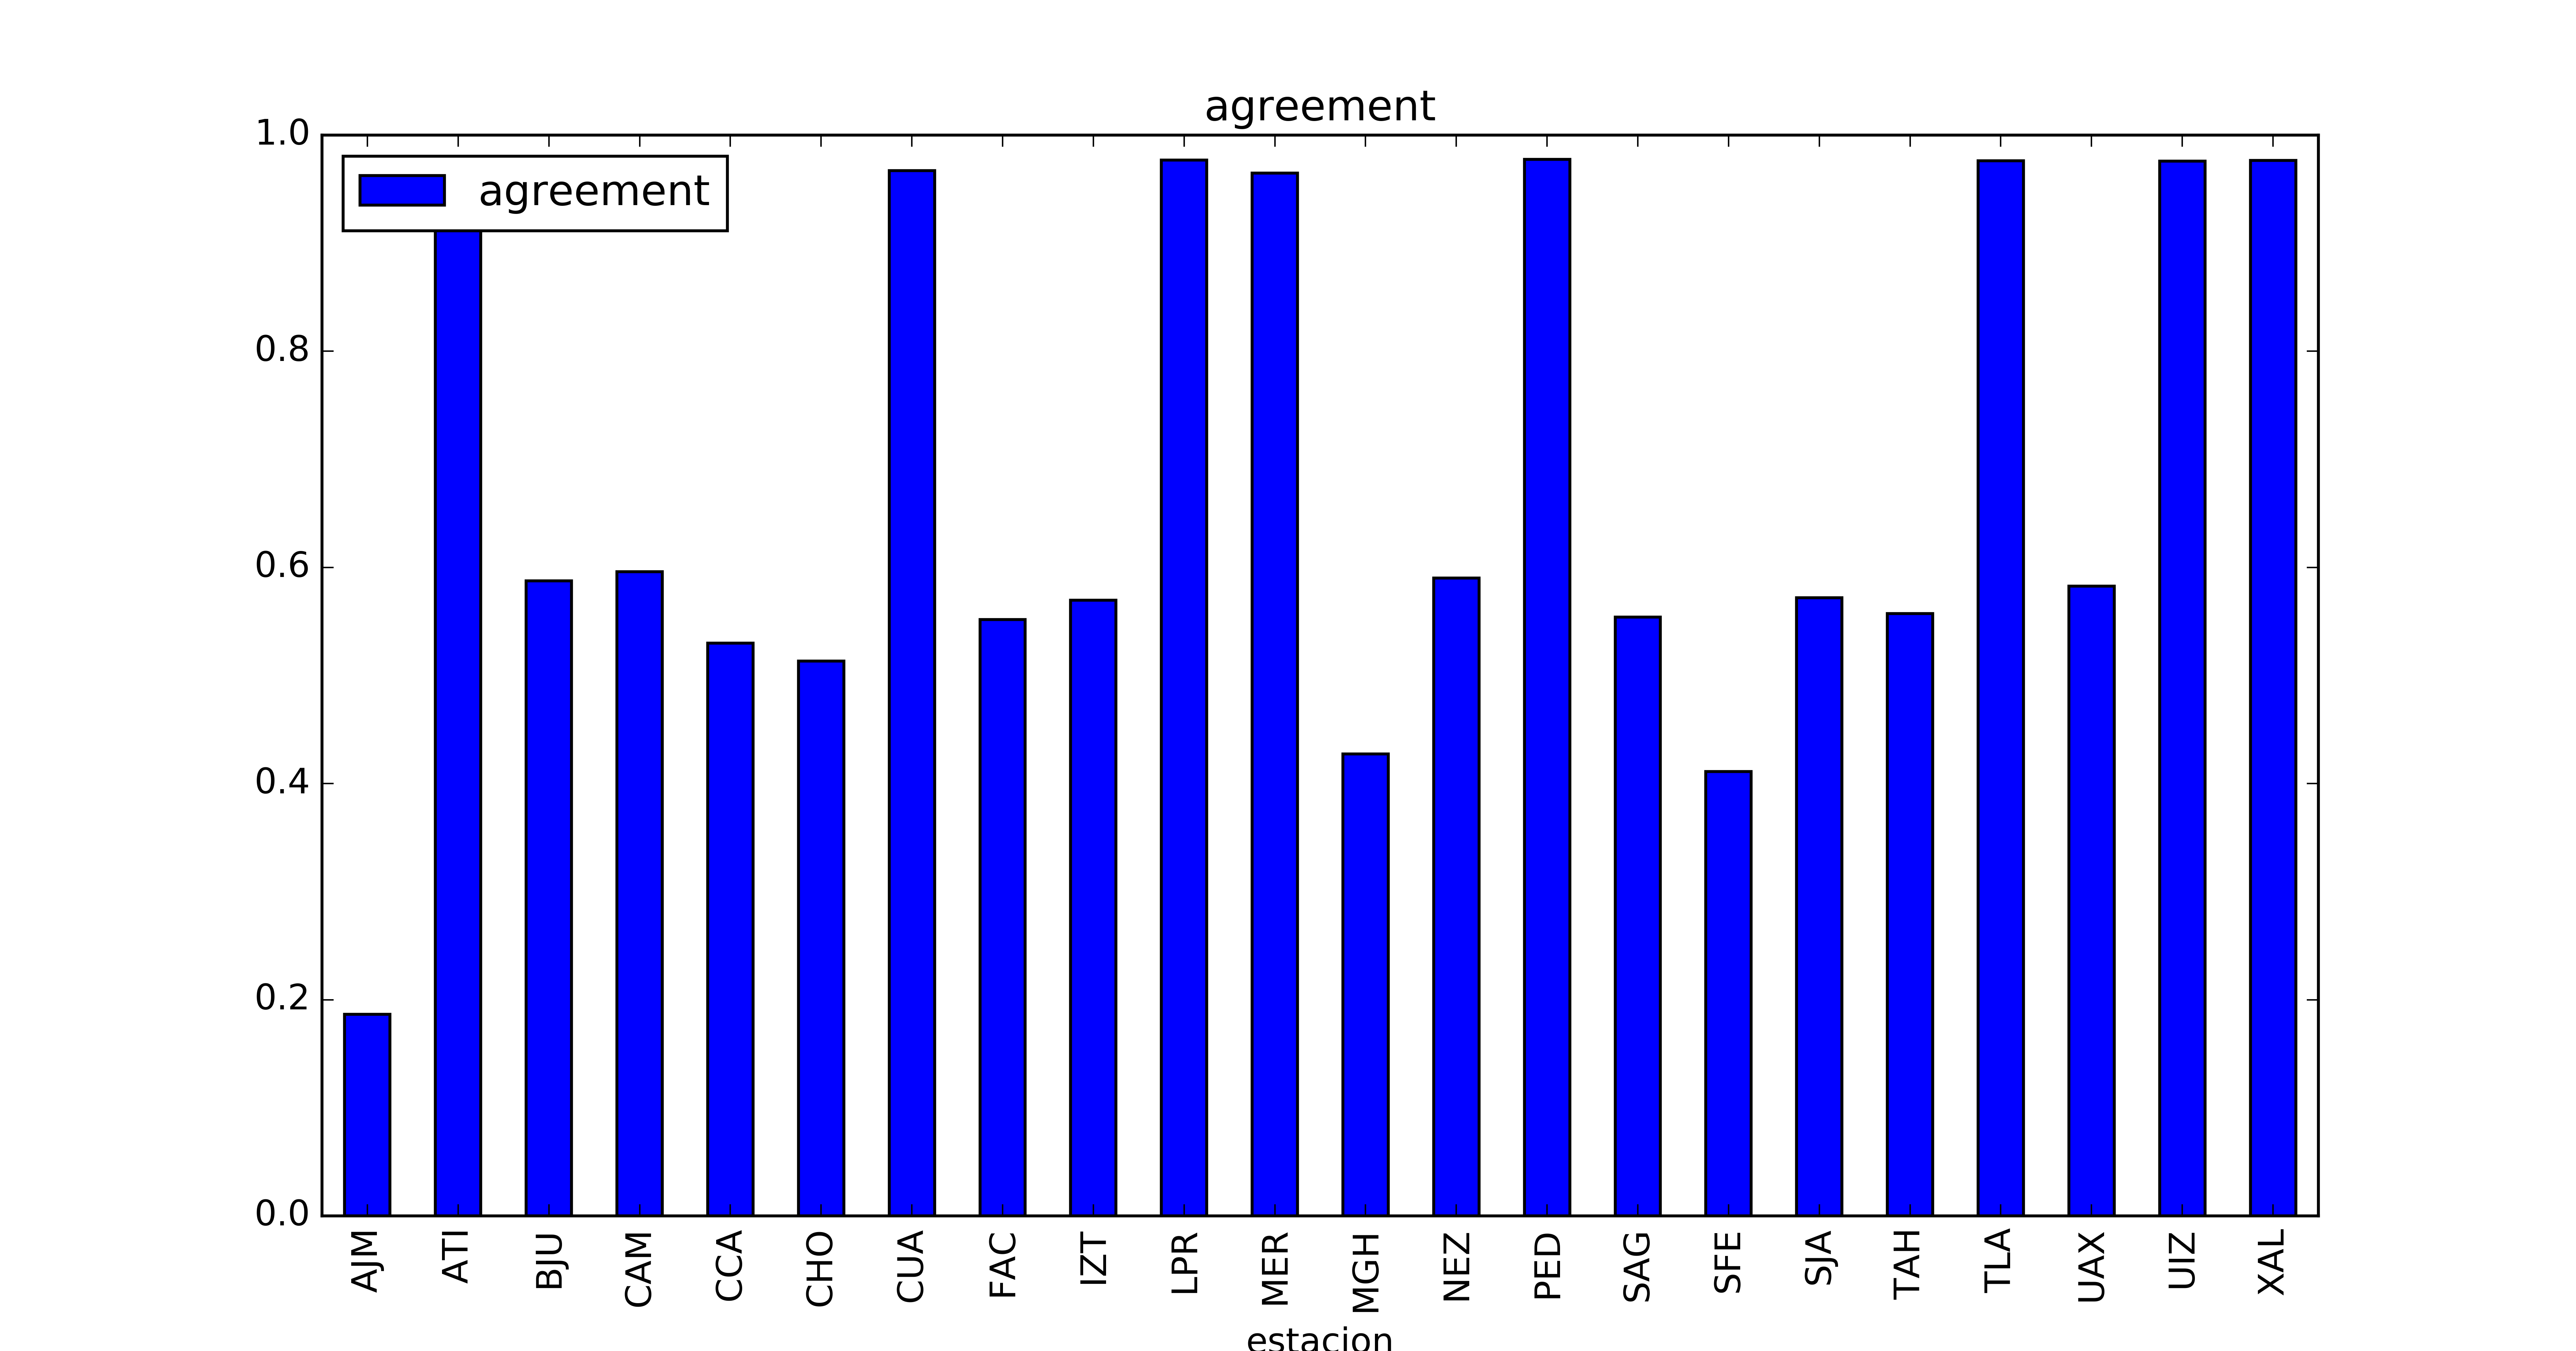 agreement
1.0
agreement
0.8
0.6
0.4
0.2
0.0
AJM ATI BJU CAM CCA CHO CUA FAC IZT LPR MER MGH NEZ PED SAG SFE SJA TAH TLA UAX UIZ XAL
estacion